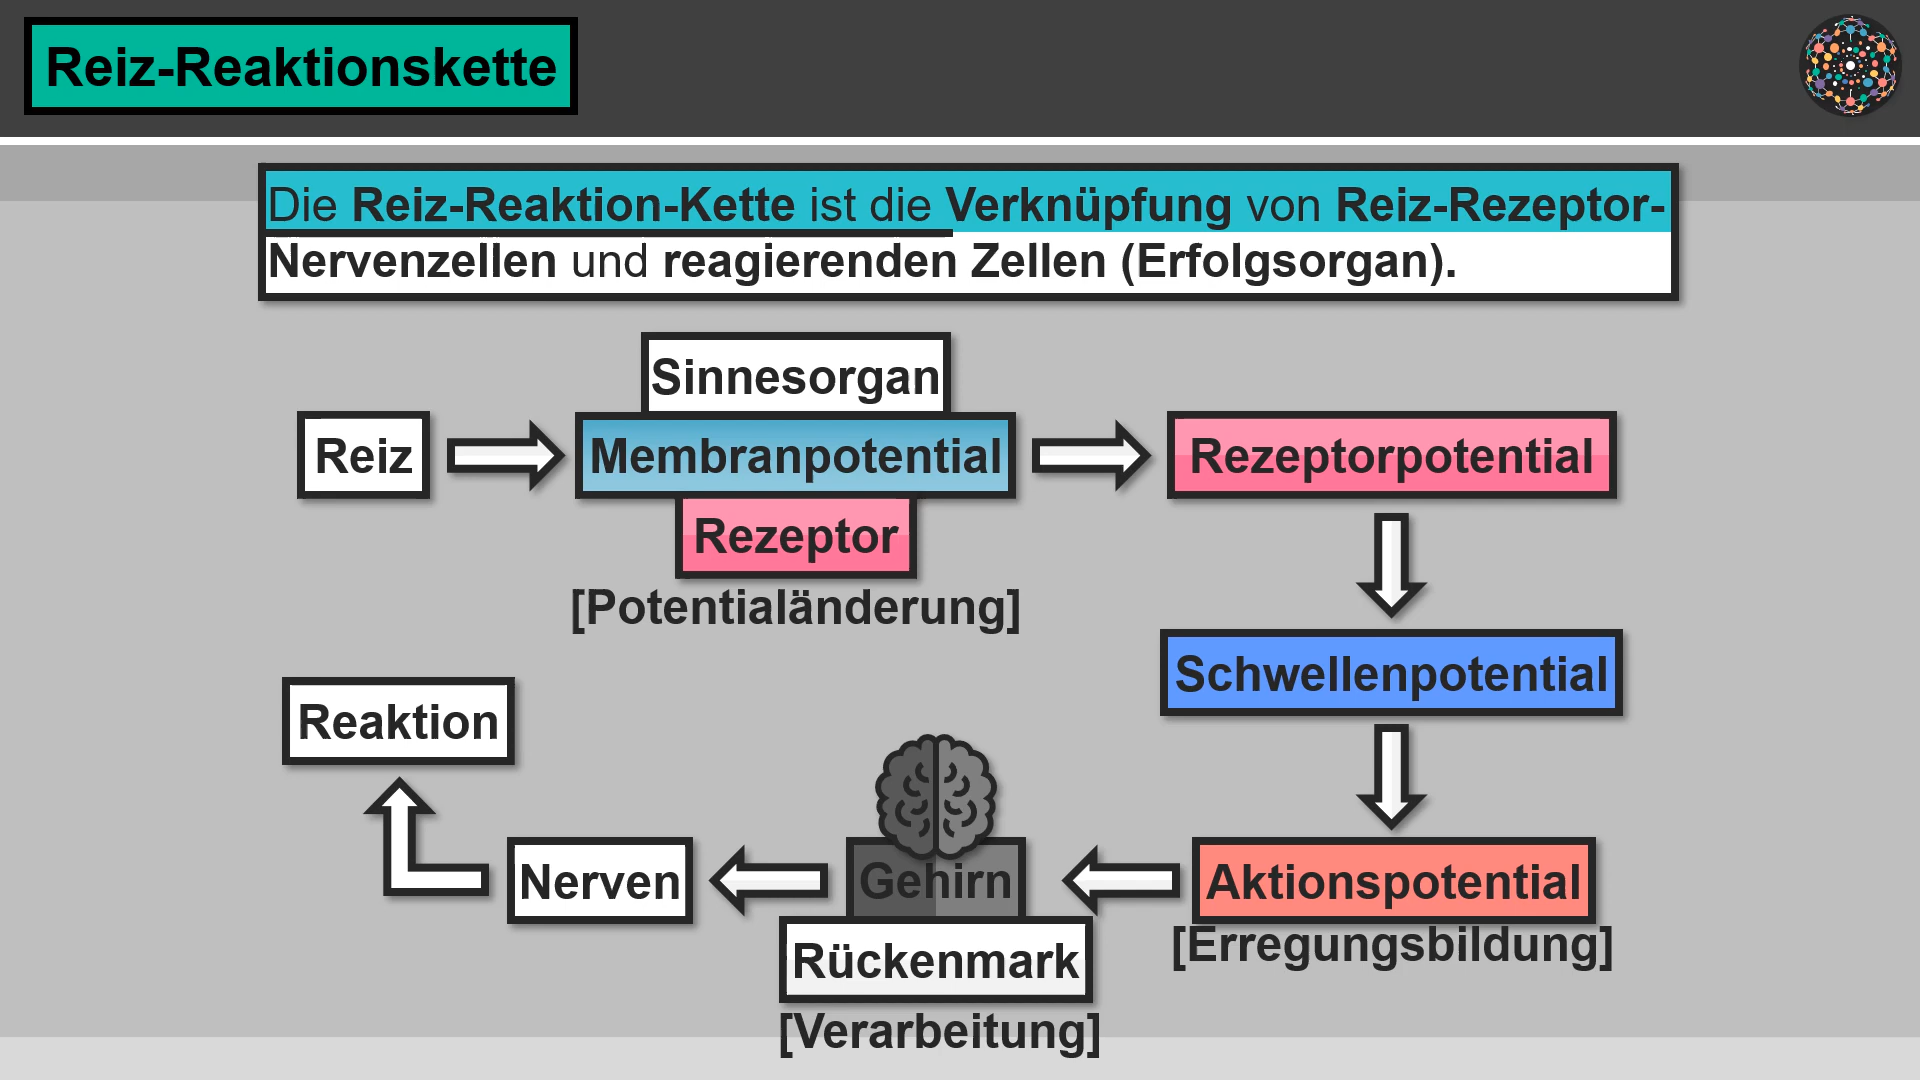 Reiz-Reaktionskette
Die Reiz-Reaktion-Kette ist die Verknüpfung von Reiz-Rezeptor-
Nervenzellen und reagierenden Zellen (Erfolgsorgan).
Sinnesorgan
Reiz
Membranpotential
Rezeptorpotential
Rezeptor
[Potentialänderung]
Schwellenpotential
Reaktion
Nerven
Gehirn
Aktionspotential
[Erregungsbildung]
Rückenmark
[Verarbeitung]